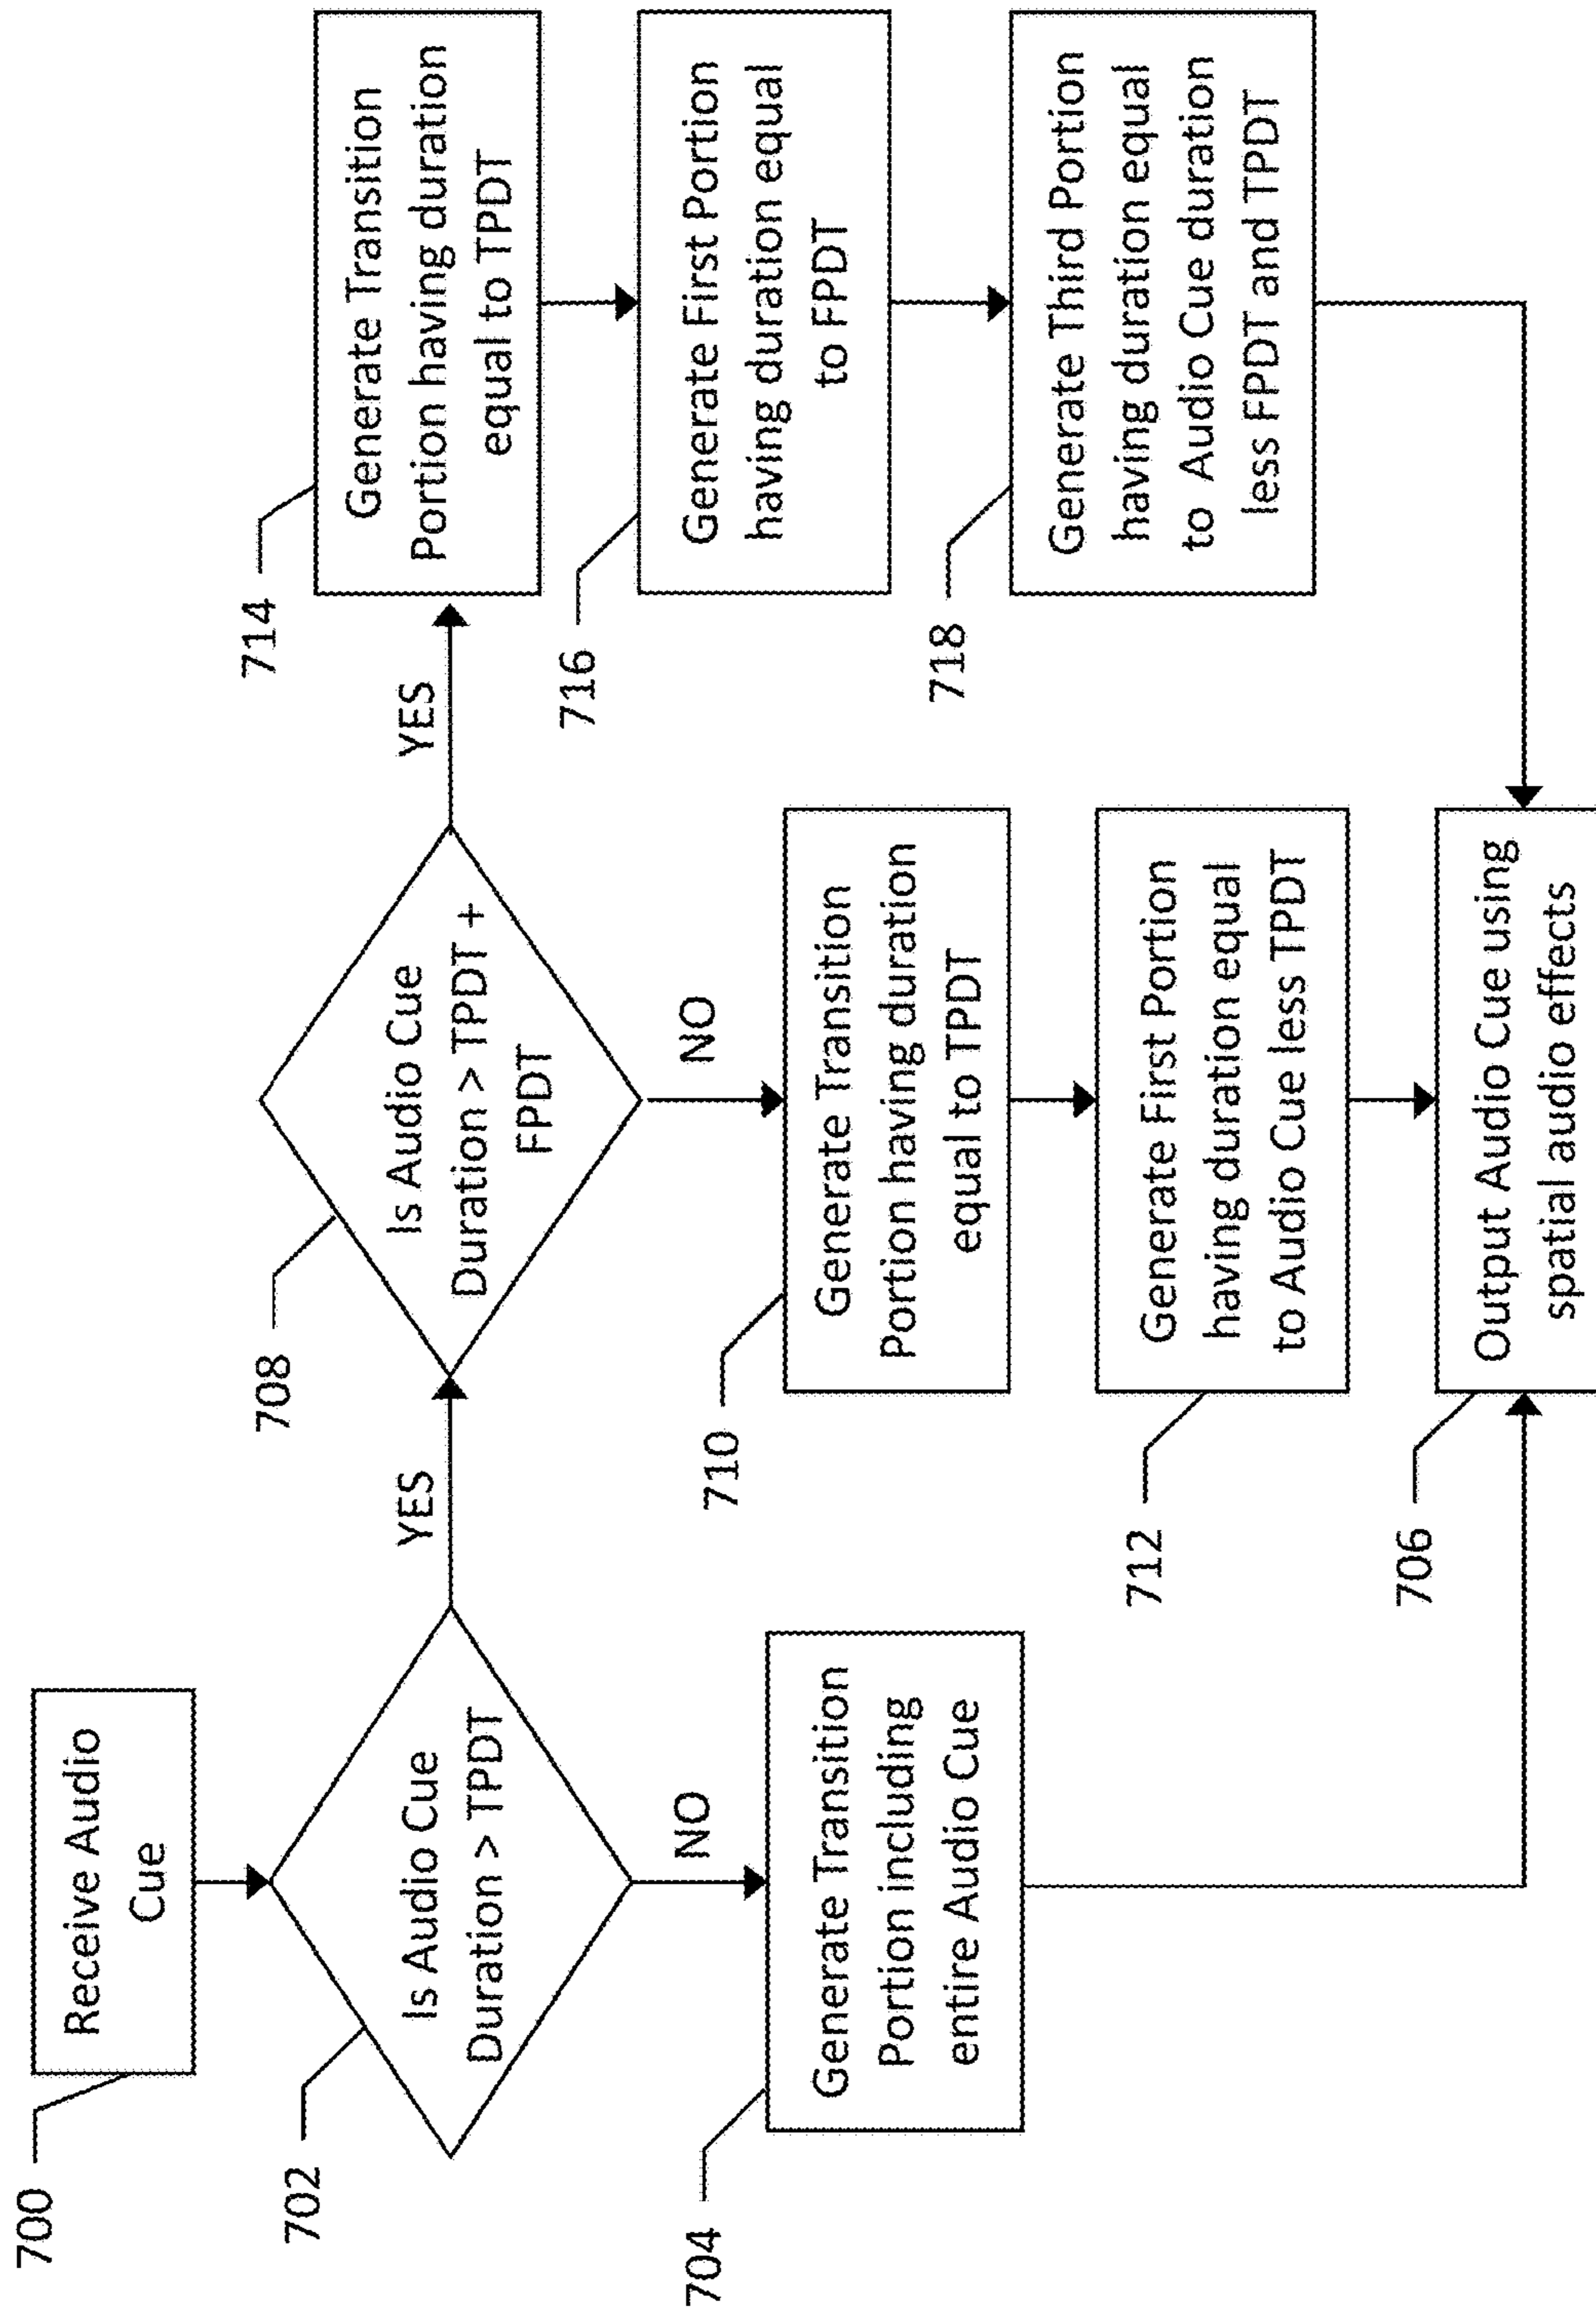 700
Receive Audio
Cue
702
Is Audio Cue
Duration > TPDT
YES
NO
704
Generate Transition
Portion including
entire Audio Cue
708
Is Audio Cue
Duration > TPDT +
FPDT
YES
NO
710
Generate Transition
Portion having duration
equal to TPDT
712
Generate First Portion
having duration equal
to Audio Cue less TPDT
706
Output Audio Cue using
spatial audio effects
714
Generate Transition
Portion having duration
equal to TPDT
716
Generate First Portion
having duration equal
to FPDT
718
Generate Third Portion
having duration equal
to Audio Cue duration
less FPDT and TPDT